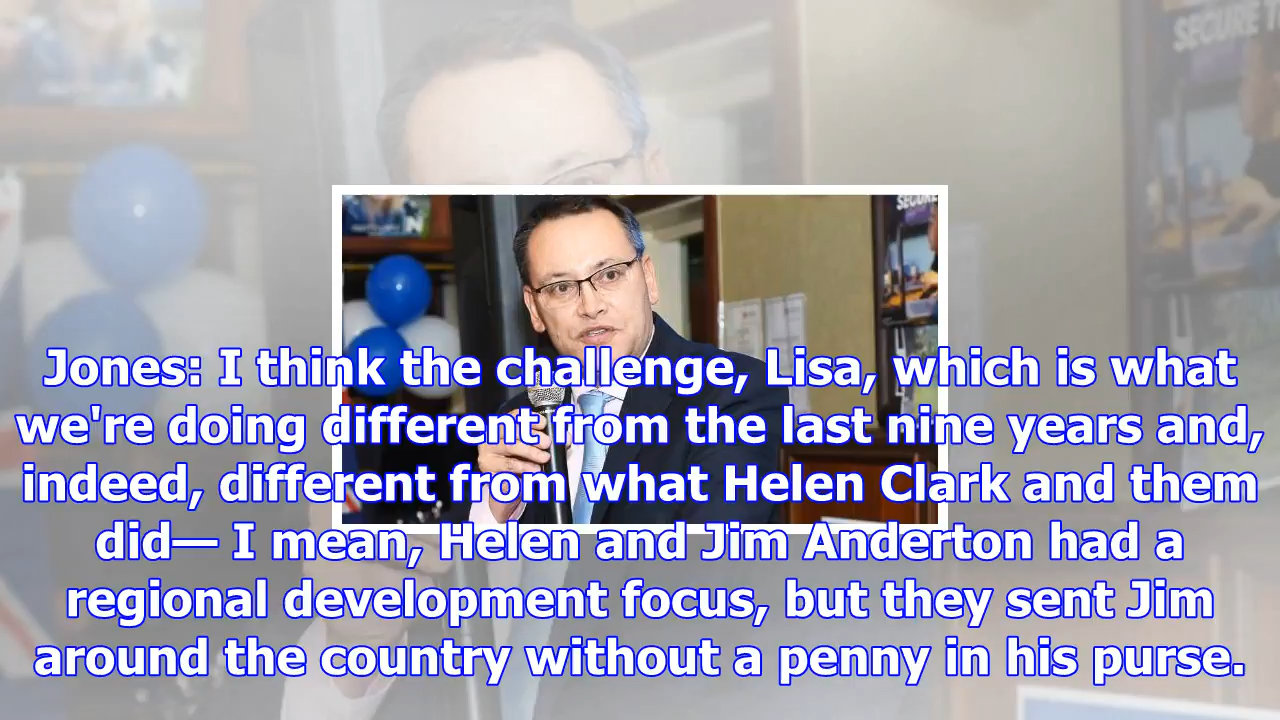 SECURE T
SECURE
N
Jones: I think the challenge, Lisa, which is what
we're doing different from the last nine years and,
indeed, different from what Helen Clark and them
did— I mean, Helen and Jim Anderton had a
regional development focus, but they sent Jim
around the country without a penny in his purse.